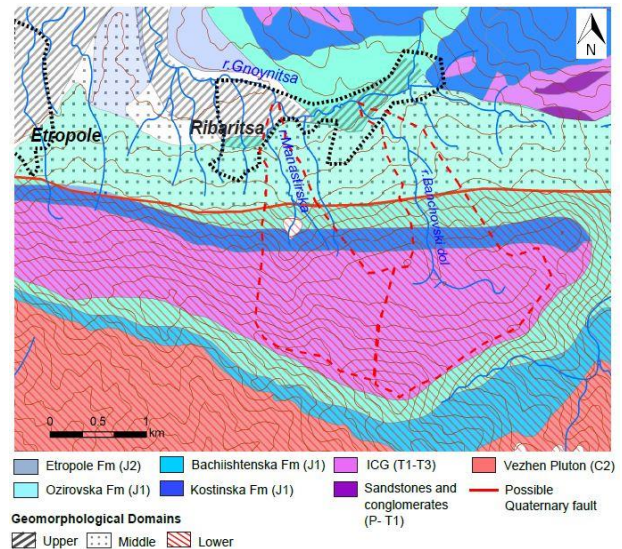 N
r.Gnoynitsa
Etropole
Ribaritsa
r.Manastirska
r.Banchovski dol
0 0.5 1
km
Etropole Fm (J2) Bachiishtenska Fm (J1) ICG (T1-T3) Vezhen Pluton (C2)
Ozirovska Fm (J1) Kostinska Fm (J1) Sandstones and conglomerates (P- T1) Possible Quaternary fault
Geomorphological Domains
Upper Middle Lower